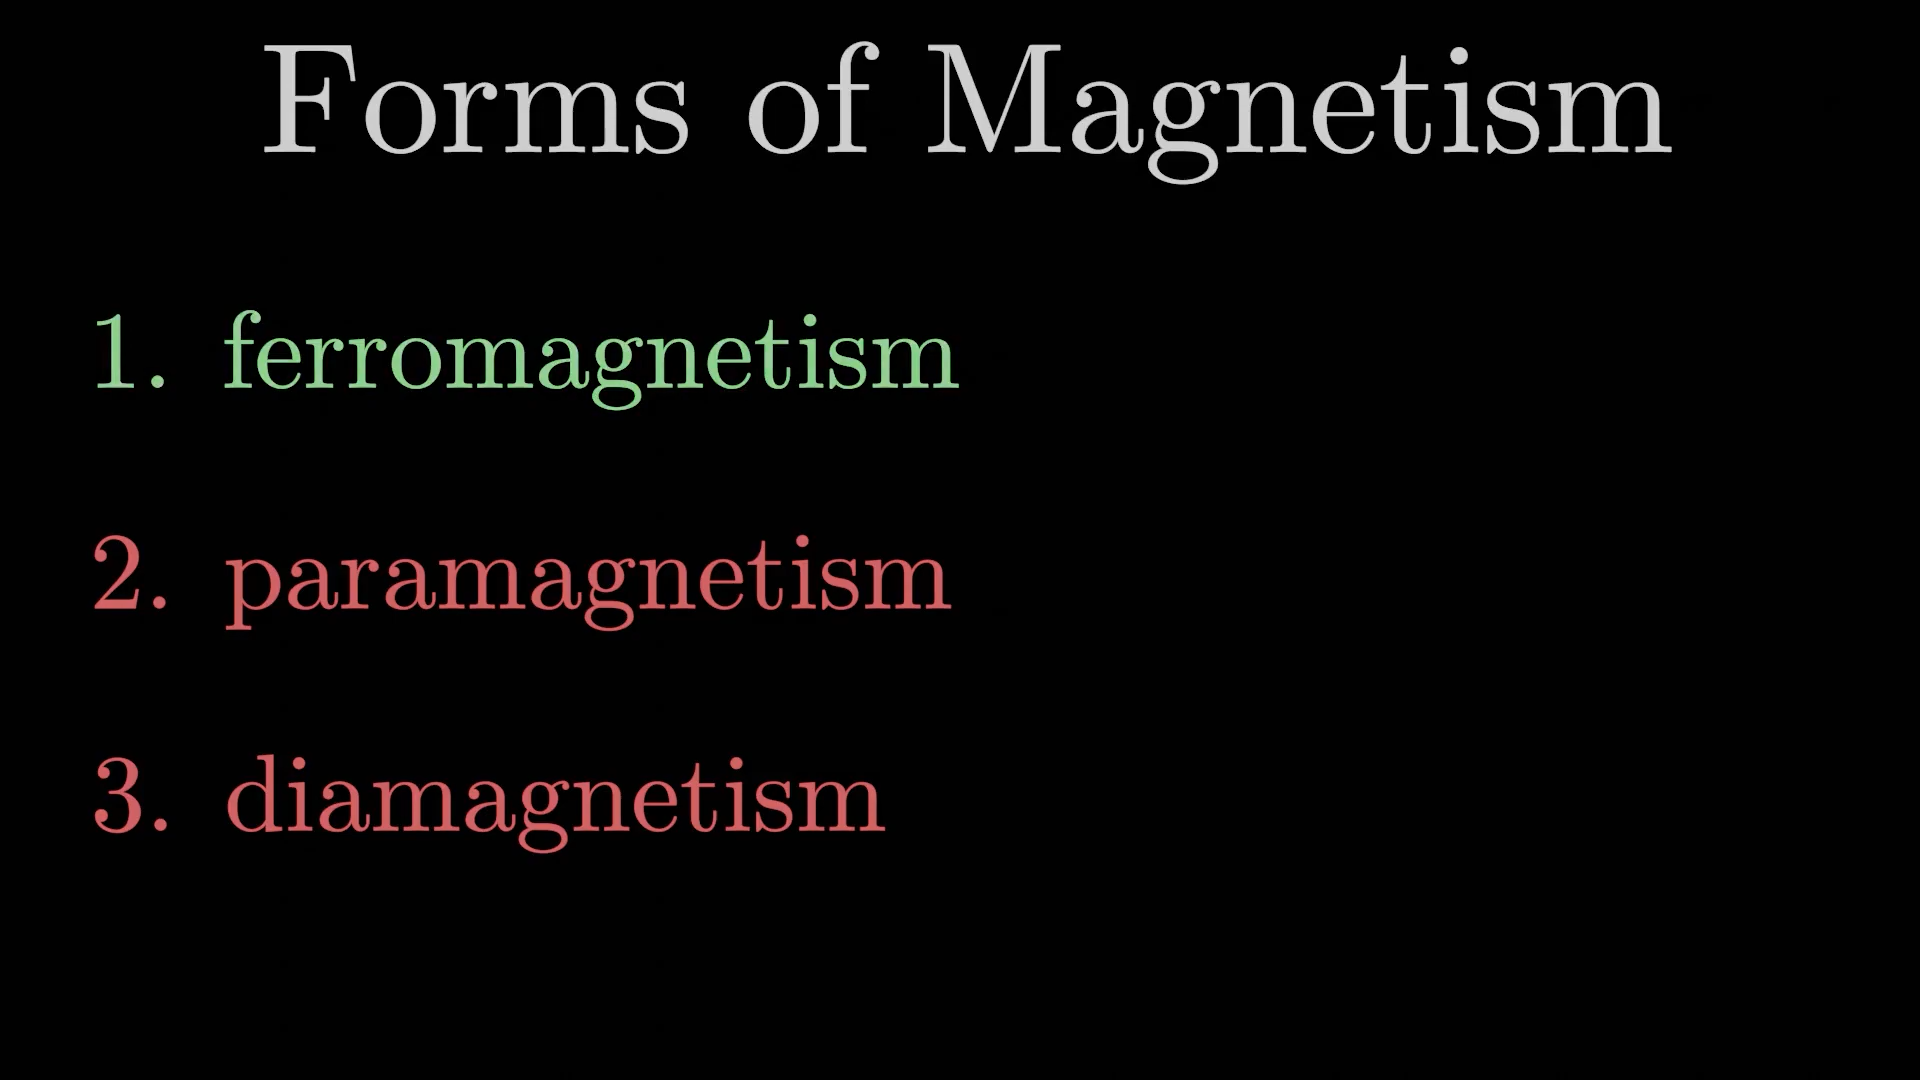 Forms of Magnetism
1. ferromagnetism
2. paramagnetism
3. diamagnetism